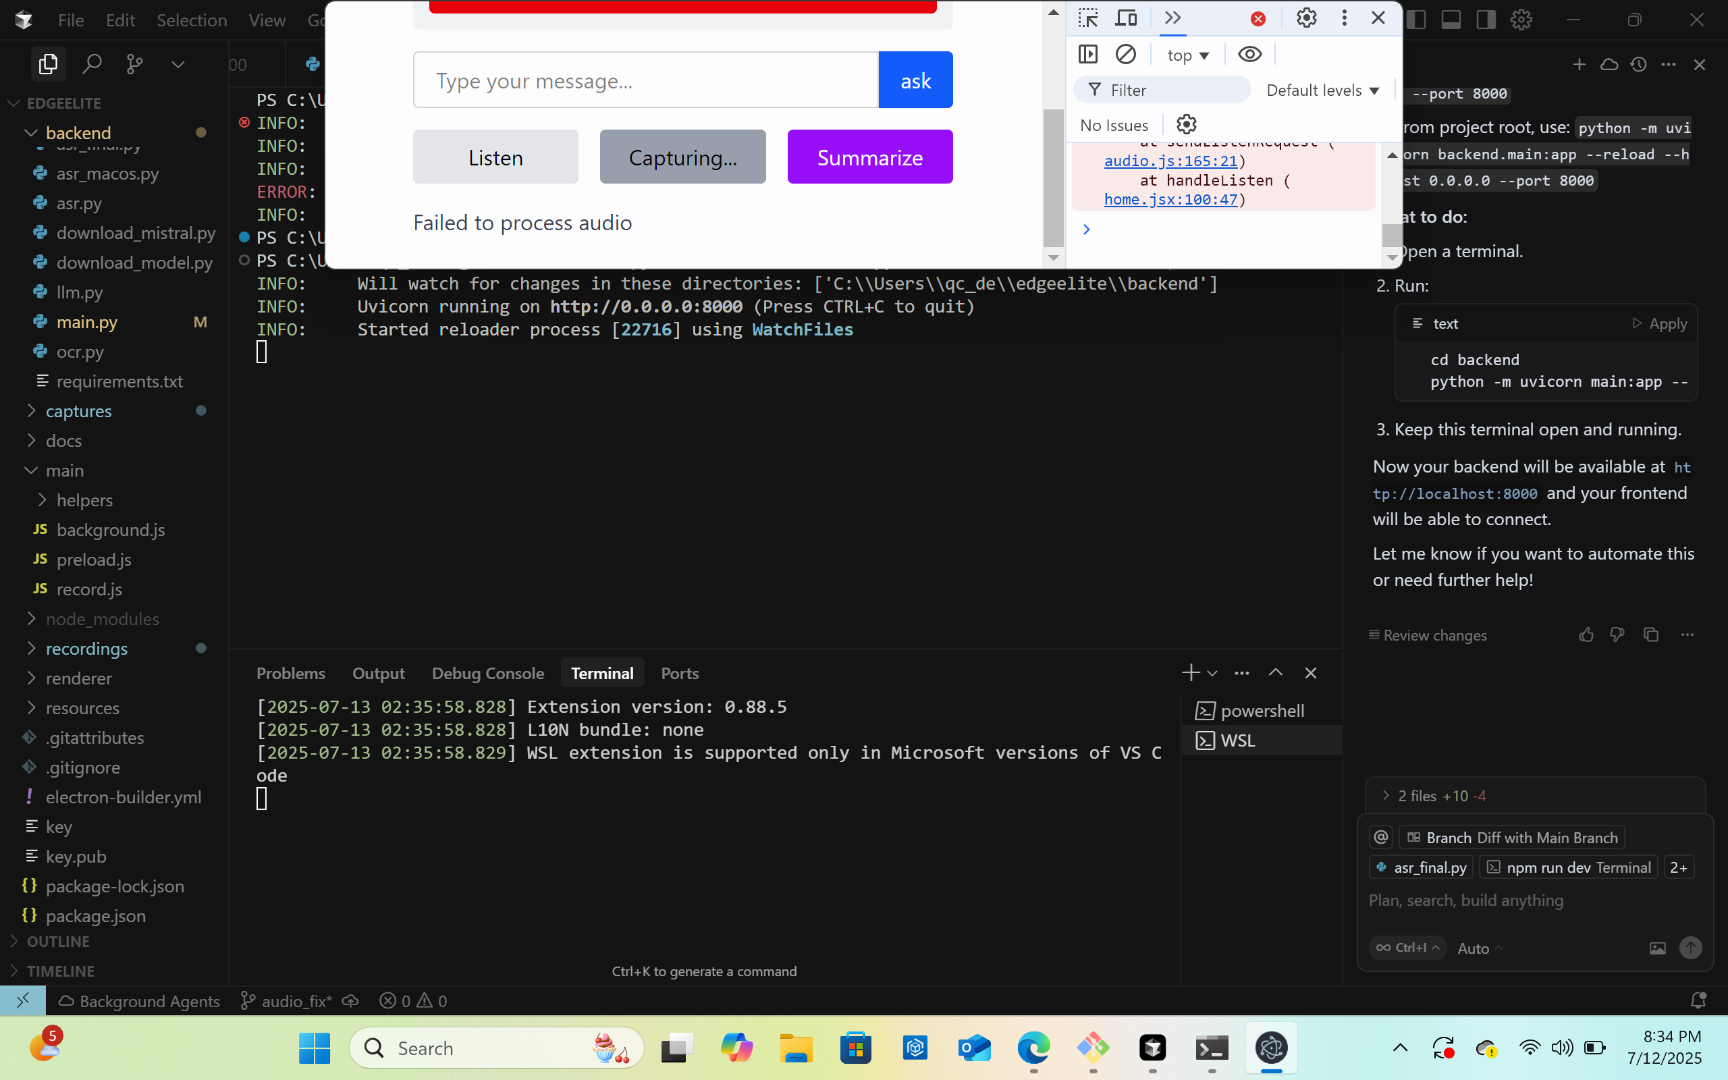 File Edit Selection View Go
Type your message...
ask
Listen
Capturing...
Summarize
Failed to process audio
top
Filter
Default levels
No Issues
at sendListenRequest (
audio.js:165:21)
at handleListen (
home.jsx:100:47)
EDGEELITE
backend
asr_final.py
asr_macos.py
asr.py
download_mistral.py
download_model.py
llm.py
main.py M
ocr.py
requirements.txt
captures
docs
main
helpers
background.js
preload.js
record.js
node_modules
recordings
renderer
resources
.gitattributes
.gitignore
electron-builder.yml
key
key.pub
package-lock.json
package.json
OUTLINE
TIMELINE
PS C:\U
INFO:
INFO:
INFO:
ERROR:
INFO:
PS C:\U
PS C:\U
INFO: Will watch for changes in these directories: ['C:\\Users\\qc_de\\edgeelite\\backend']
INFO: Uvicorn running on http://0.0.0.0:8000 (Press CTRL+C to quit)
INFO: Started reloader process [22716] using WatchFiles
Problems Output Debug Console Terminal Ports
[2025-07-13 02:35:58.828] Extension version: 0.88.5
[2025-07-13 02:35:58.828] L10N bundle: none
[2025-07-13 02:35:58.829] WSL extension is supported only in Microsoft versions of VS C
ode
powershell
WSL
Ctrl+K to generate a command
--port 8000
rom project root, use: python -m uvi
orn backend.main:app --reload --h
st 0.0.0.0 --port 8000
at to do:
Open a terminal.
2. Run:
text
Apply
cd backend
python -m uvicorn main:app --
3. Keep this terminal open and running.
Now your backend will be available at ht
tp://localhost:8000 and your frontend
will be able to connect.
Let me know if you want to automate this
or need further help!
Review changes
2 files +10 -4
@ Branch Diff with Main Branch
asr_final.py npm run dev Terminal 2+
Plan, search, build anything
∞ Ctrl+I Auto
Background Agents audio_fix* 0 0
5
Search
8:34 PM
7/12/2025